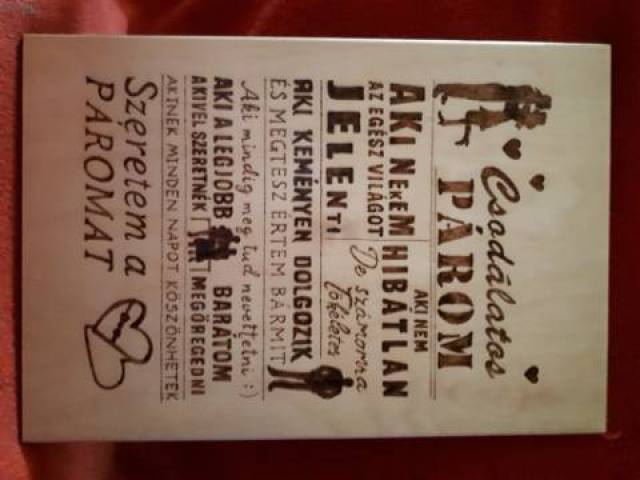 Csodálatos
PÁROM
AKI NEKEM
AZ EGÉSZ VILÁGOT
JELENTI
AKI NEM
HIBÁTLAN
De számomra
tökéletes
AKI KEMÉNYEN DOLGOZIK
ÉS MEGTESZ ÉRTEM BÁRMIT
Aki mindig meg tud nevettetni :)
AKI A LEGJOBB BARÁTOM
AKIVEL SZERETNÉK MEGÖREGEDNI
AKINEK MINDEN NAPOT KÖSZÖNHETEK
Szeretem a
PÁROMAT